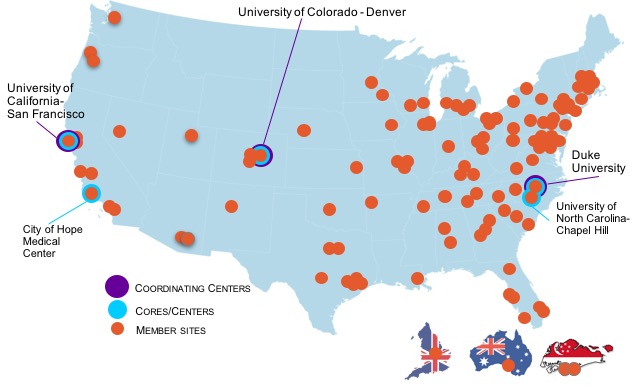 University of Colorado - Denver
University of
California-
San Francisco
Duke
University
University of
North Carolina-
Chapel Hill
City of Hope
Medical
Center
COORDINATING CENTERS
CORES/CENTERS
MEMBER SITES